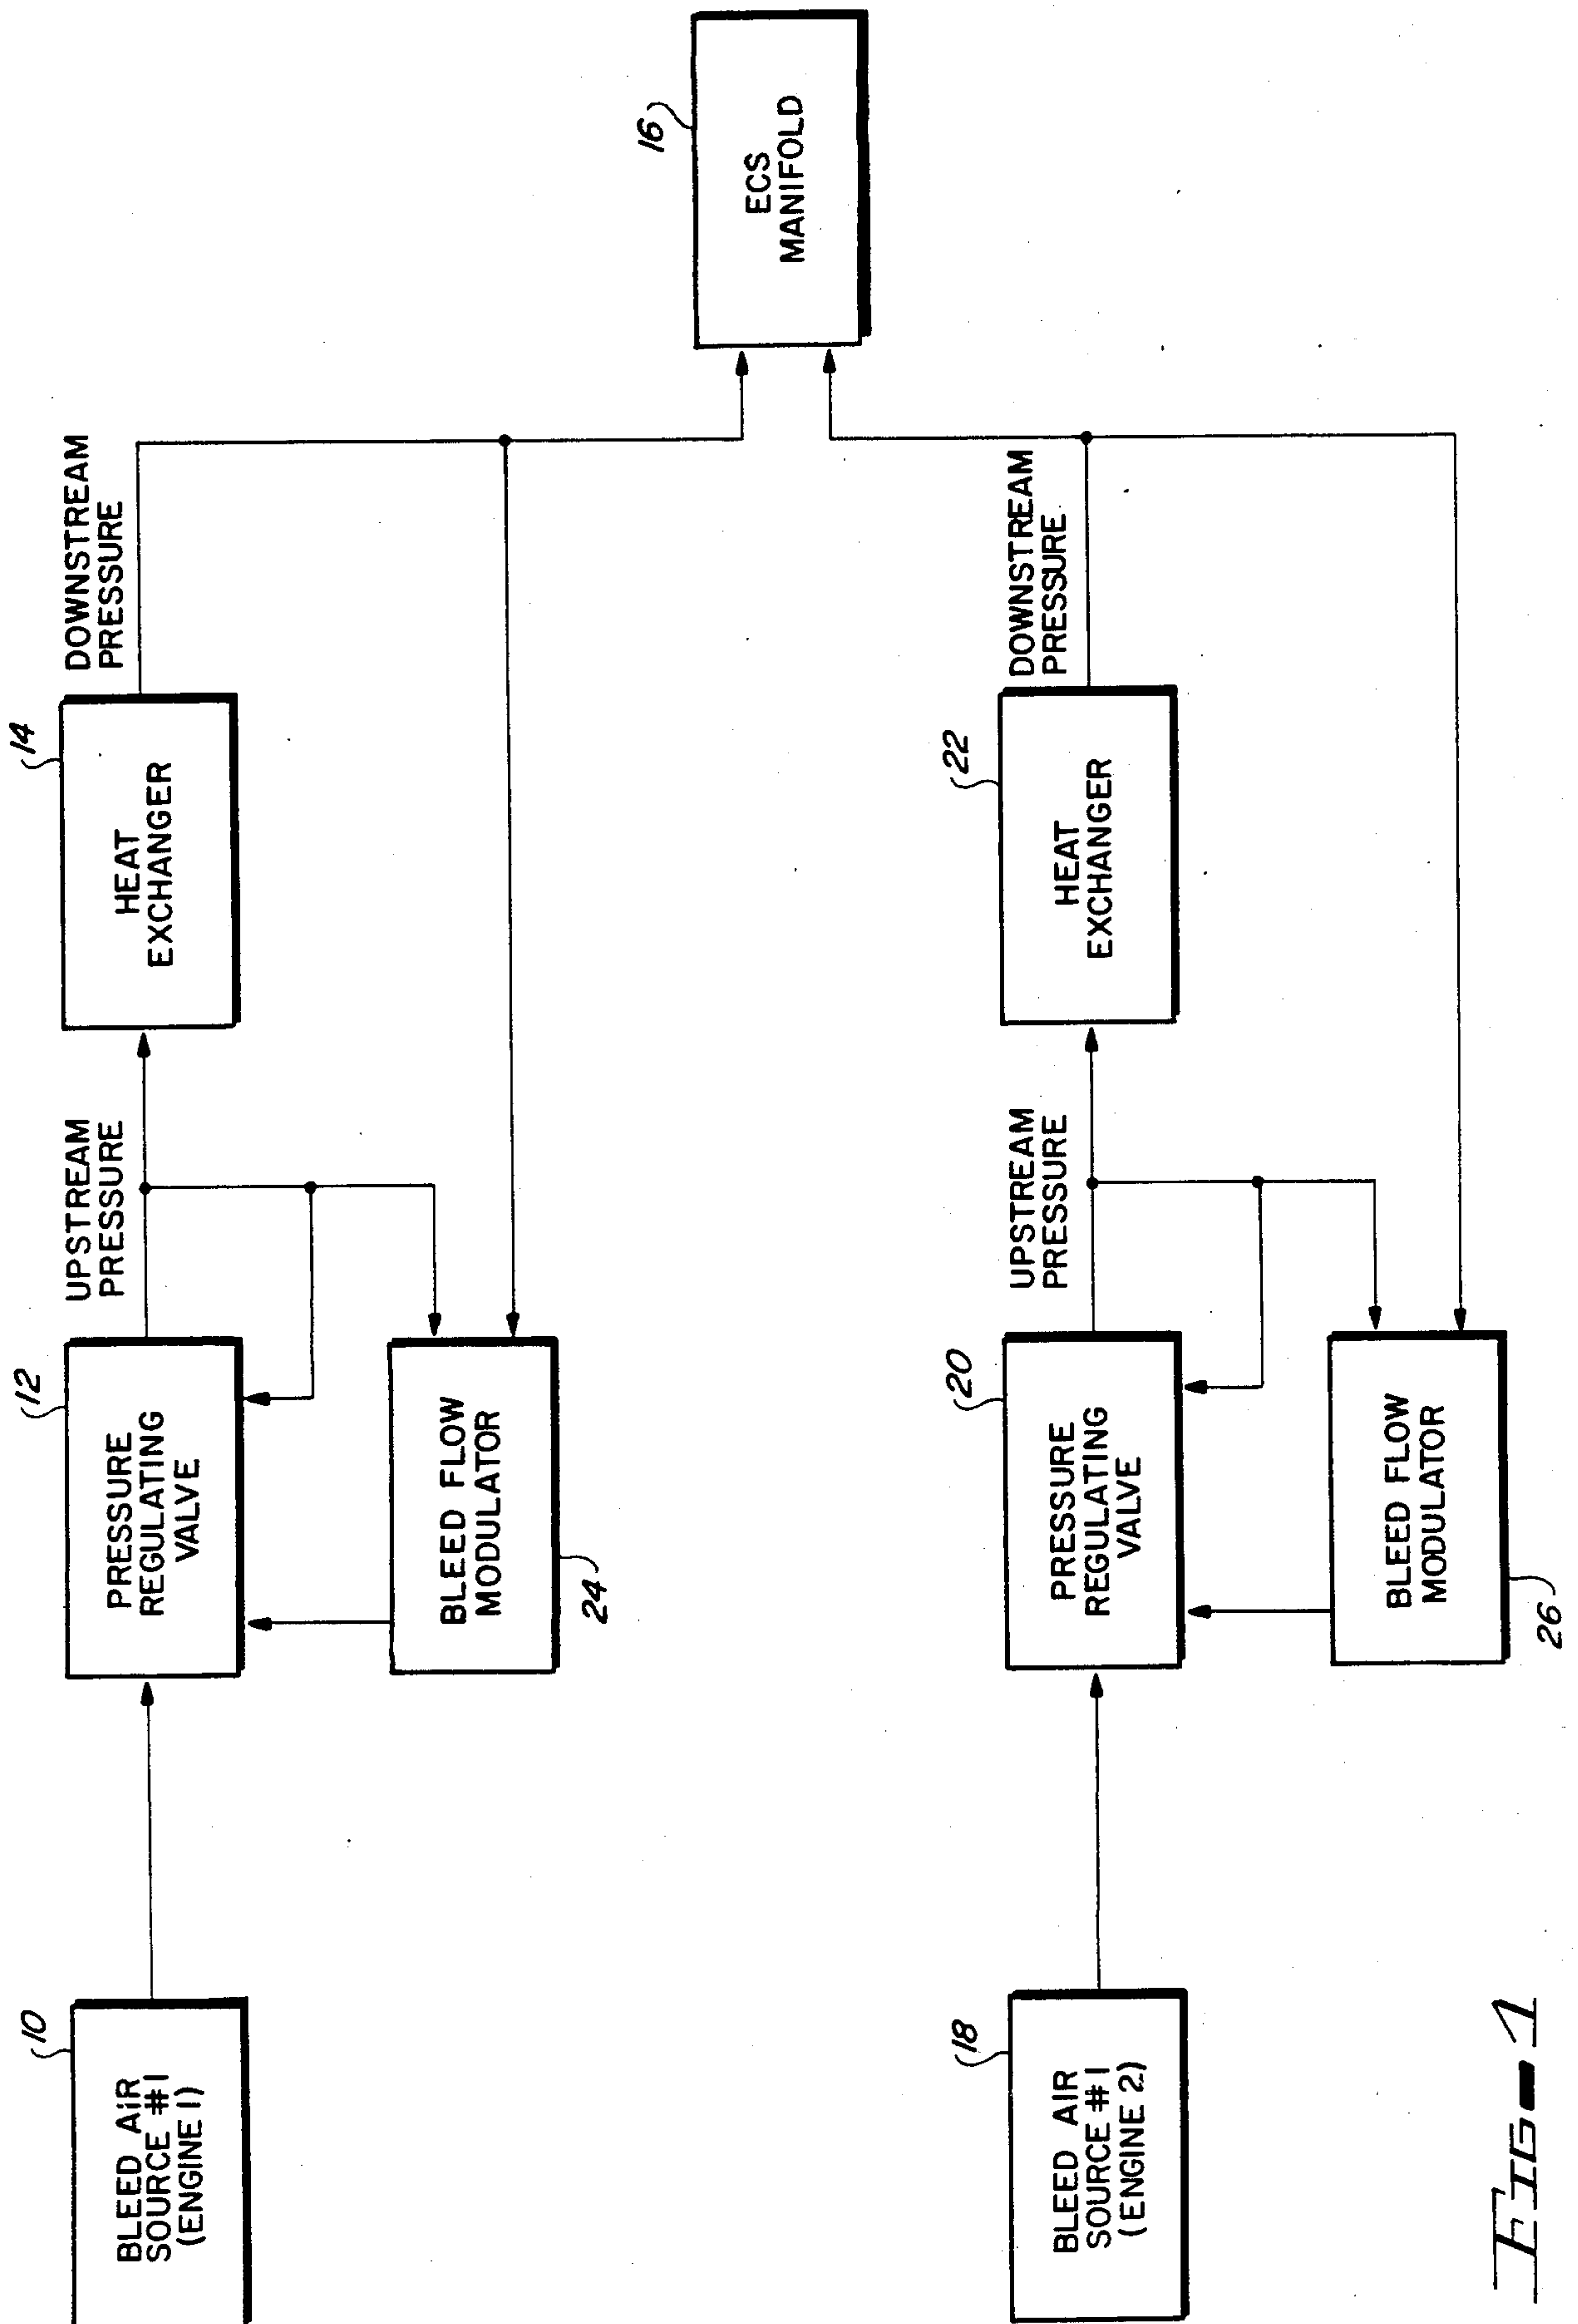 10
BLEED AIR
SOURCE #1
(ENGINE 1)
12
PRESSURE
REGULATING
VALVE
UPSTREAM
PRESSURE
14
HEAT
EXCHANGER
DOWNSTREAM
PRESSURE
BLEED FLOW
MODULATOR
24
16
ECS
MANIFOLD
18
BLEED AIR
SOURCE #1
(ENGINE 2)
20
PRESSURE
REGULATING
VALVE
UPSTREAM
PRESSURE
22
HEAT
EXCHANGER
DOWNSTREAM
PRESSURE
BLEED FLOW
MODULATOR
26
FIG-1